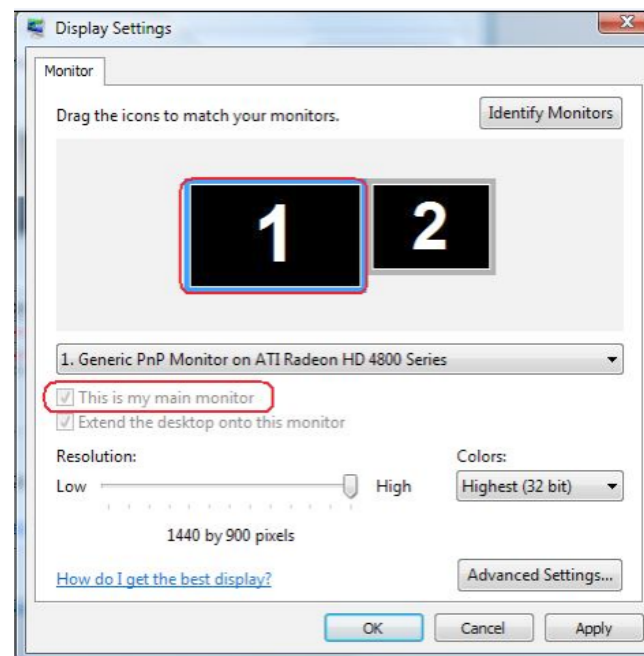 Display Settings
Monitor
Drag the icons to match your monitors.
Identify Monitors
1
2
1. Generic PnP Monitor on ATI Radeon HD 4800 Series
This is my main monitor
Extend the desktop onto this monitor
Resolution:
Colors:
Low
High
Highest (32 bit)
1440 by 900 pixels
How do I get the best display?
Advanced Settings...
OK
Cancel
Apply